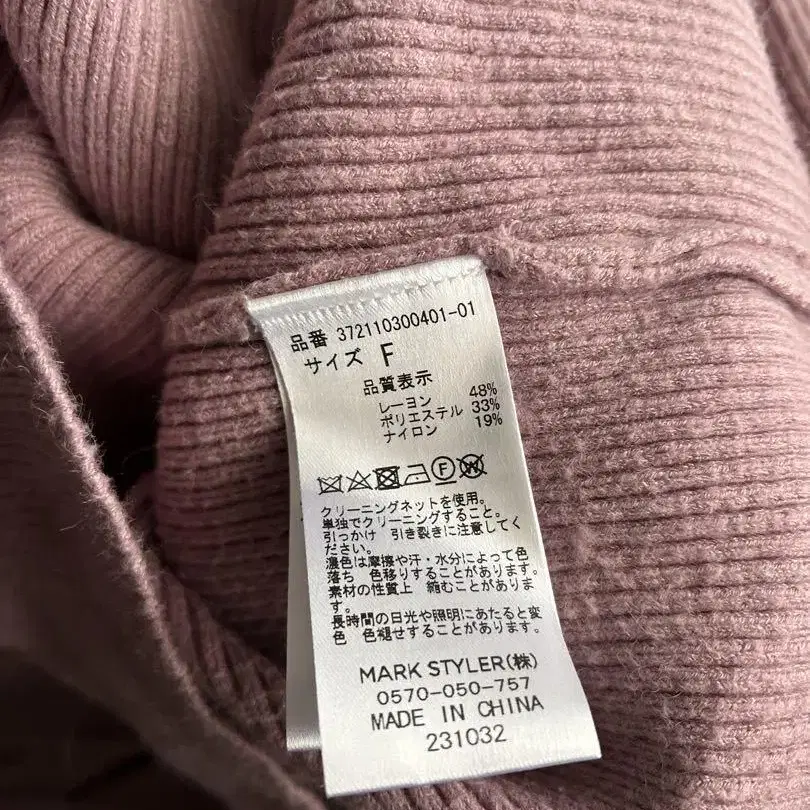 品番 372110300401-01
サイズ F
品質表示
レーヨン 48%
ポリエステル 33%
ナイロン 19%
F W
クリーニングネットを使用。
単独でクリーニングすること。
引っかけ 引き裂きに注意してく
ださい。
濃色は摩擦や汗・水分によって色
落ち 色移りすることがあります。
素材の性質上 縮むことがありま
す。
長時間の日光や照明にあたると変
色 色褪せすることがあります。
MARK STYLER(株)
0570-050-757
MADE IN CHINA
231032